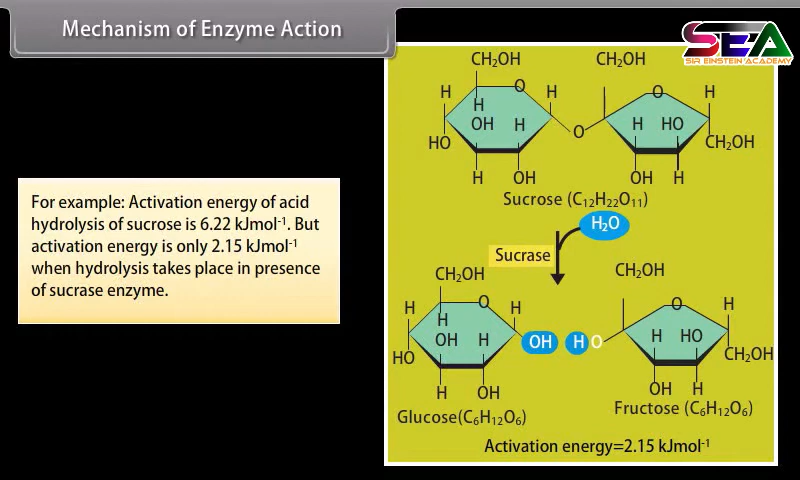 Mechanism of Enzyme Action
SEA
SIR EINSTEIN ACADEMY
For example: Activation energy of acid
hydrolysis of sucrose is 6.22 kJmol⁻¹. But
activation energy is only 2.15 kJmol⁻¹
when hydrolysis takes place in presence
of sucrase enzyme.
CH₂OH CH₂OH
H O H O H
H
OH H O H HO
HO CH₂OH
H OH OH H
Sucrose (C₁₂H₂₂O₁₁)
H₂O
Sucrase
CH₂OH CH₂OH
H O H O H
H
OH H OH H O H HO
HO CH₂OH
H OH OH H
Glucose(C₆H₁₂O₆) Fructose (C₆H₁₂O₆)
Activation energy=2.15 kJmol⁻¹